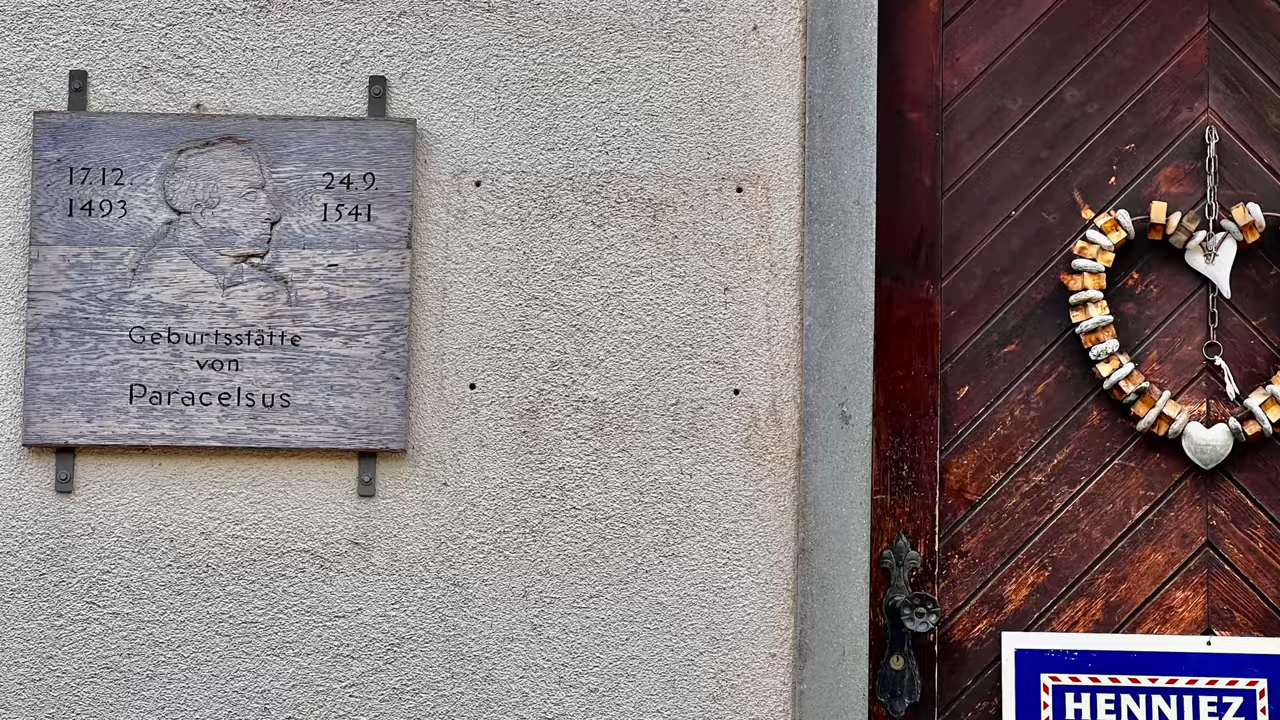 17.12.
1493
24.9.
1541
Geburtsstätte
von
Paracelsus
HENNIEZ